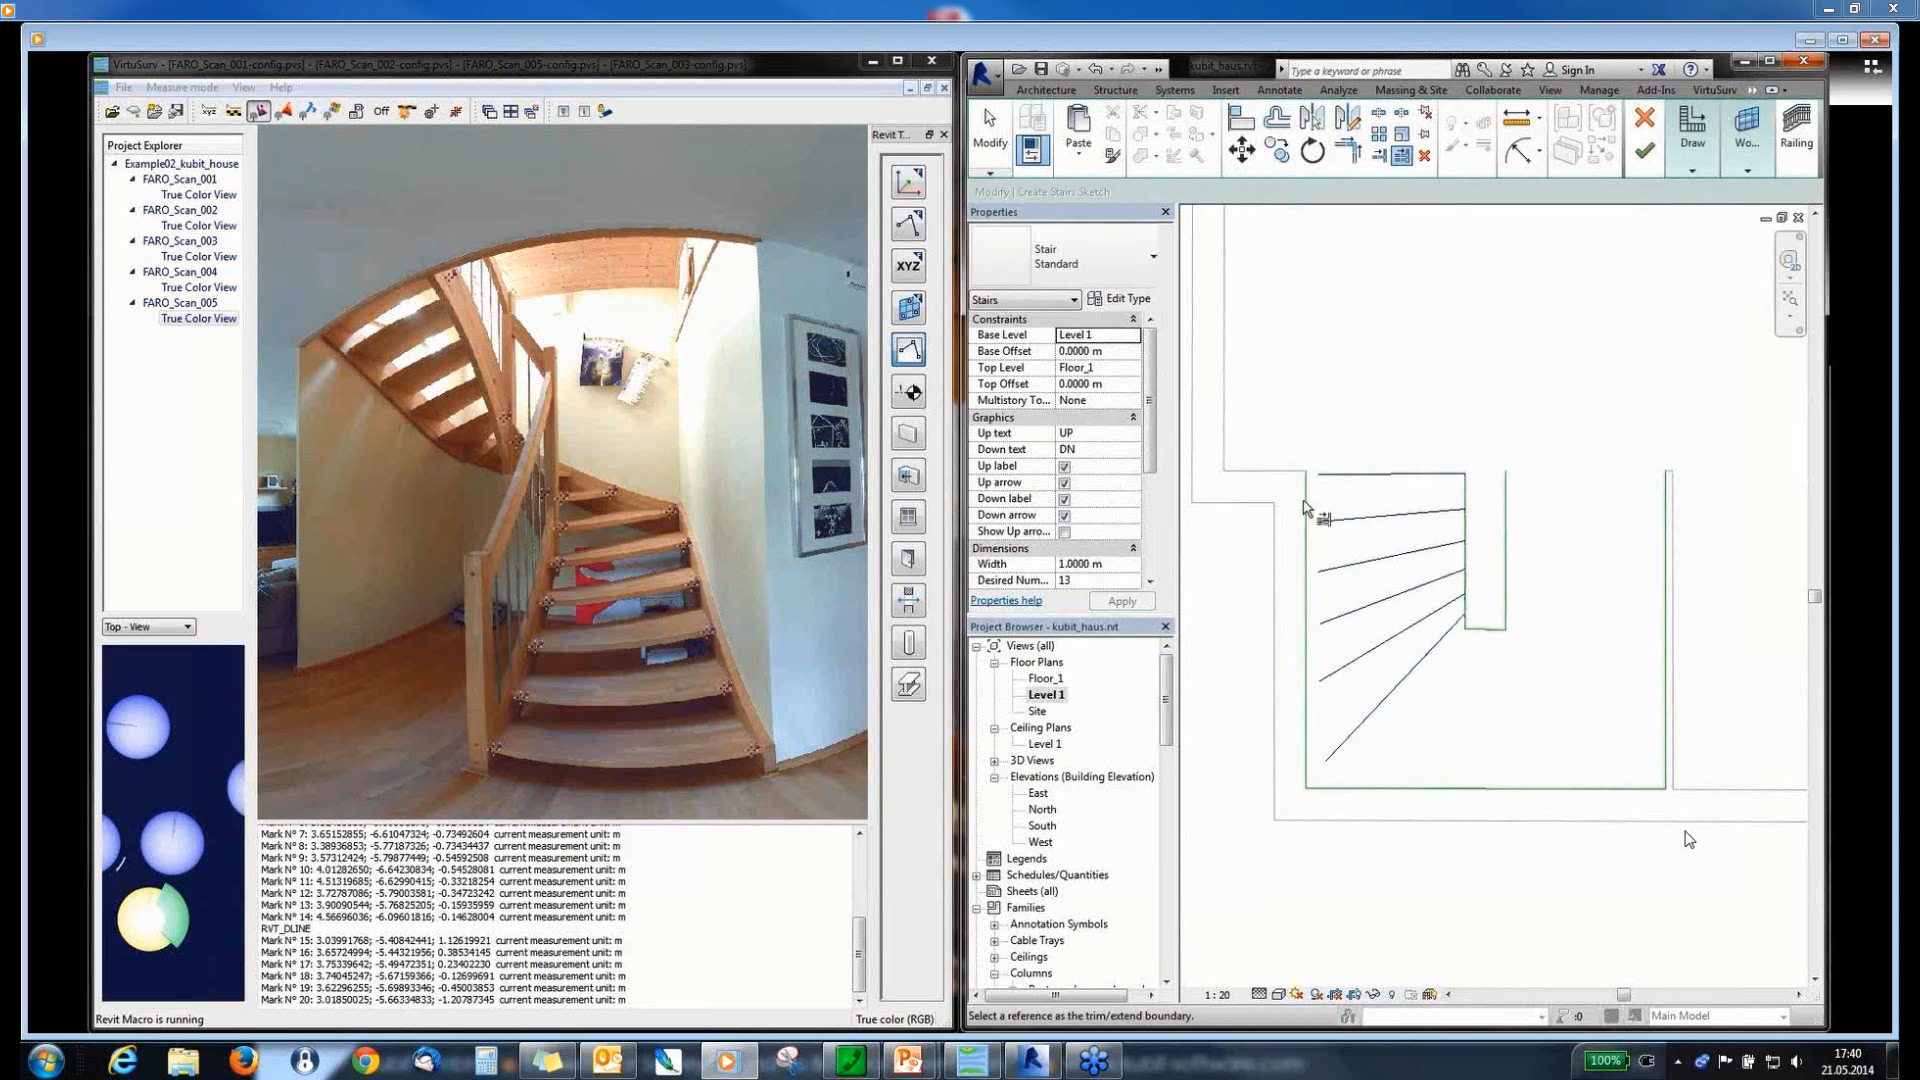 VirtuSurv - [FARO_Scan_001-config.pvs] - [FARO_Scan_002-config.pvs] - [FARO_Scan_005-config.pvs] - [FARO_Scan_003-config.pvs]
File Measure mode View Help
Off
Project Explorer
Example02_kubit_house
FARO_Scan_001
True Color View
FARO_Scan_002
True Color View
FARO_Scan_003
True Color View
FARO_Scan_004
True Color View
FARO_Scan_005
True Color View
Top - View
Revit T...
XYZ
Mark N° 7: 3.65152855; -6.61047324; -0.73492604 current measurement unit: m
Mark N° 8: 3.38936853; -5.77187326; -0.73434437 current measurement unit: m
Mark N° 9: 3.57312424; -5.79877449; -0.54592508 current measurement unit: m
Mark N° 10: 4.01282650; -6.64230834; -0.54528081 current measurement unit: m
Mark N° 11: 4.51319685; -6.62990415; -0.33218254 current measurement unit: m
Mark N° 12: 3.72787086; -5.79003581; -0.34723242 current measurement unit: m
Mark N° 13: 3.90090544; -5.76825205; -0.15935959 current measurement unit: m
Mark N° 14: 4.56696036; -6.09601816; -0.14628004 current measurement unit: m
RVT_DLINE
Mark N° 15: 3.03991768; -5.40842441; 1.12619921 current measurement unit: m
Mark N° 16: 3.65724994; -5.44321956; 0.38534145 current measurement unit: m
Mark N° 17: 3.75339642; -5.49472351; 0.23402230 current measurement unit: m
Mark N° 18: 3.74045247; -5.67159366; -0.12699691 current measurement unit: m
Mark N° 19: 3.62296255; -5.69893346; -0.45003853 current measurement unit: m
Mark N° 20: 3.01850025; -5.66334833; -1.20787345 current measurement unit: m
Revit Macro is running
True color (RGB)
kubit_haus.rvt
Type a keyword or phrase
Sign In
Architecture Structure Systems Insert Annotate Analyze Massing & Site Collaborate View Manage Add-Ins VirtuSurv
Modify
Paste
Draw
Wo...
Railing
Modify | Create Stairs Sketch
Properties
Stair
Standard
Stairs
Edit Type
Constraints
Base Level Level 1
Base Offset 0.0000 m
Top Level Floor_1
Top Offset 0.0000 m
Multistory To... None
Graphics
Up text UP
Down text DN
Up label
Up arrow
Down label
Down arrow
Show Up arro...
Dimensions
Width 1.0000 m
Desired Num... 13
Properties help
Apply
Project Browser - kubit_haus.rvt
Views (all)
Floor Plans
Floor_1
Level 1
Site
Ceiling Plans
Level 1
3D Views
Elevations (Building Elevation)
East
North
South
West
Legends
Schedules/Quantities
Sheets (all)
Families
Annotation Symbols
Cable Trays
Ceilings
Columns
2D
1 : 20
Select a reference as the trim/extend boundary.
:0
Main Model
100%
17:40
21.05.2014